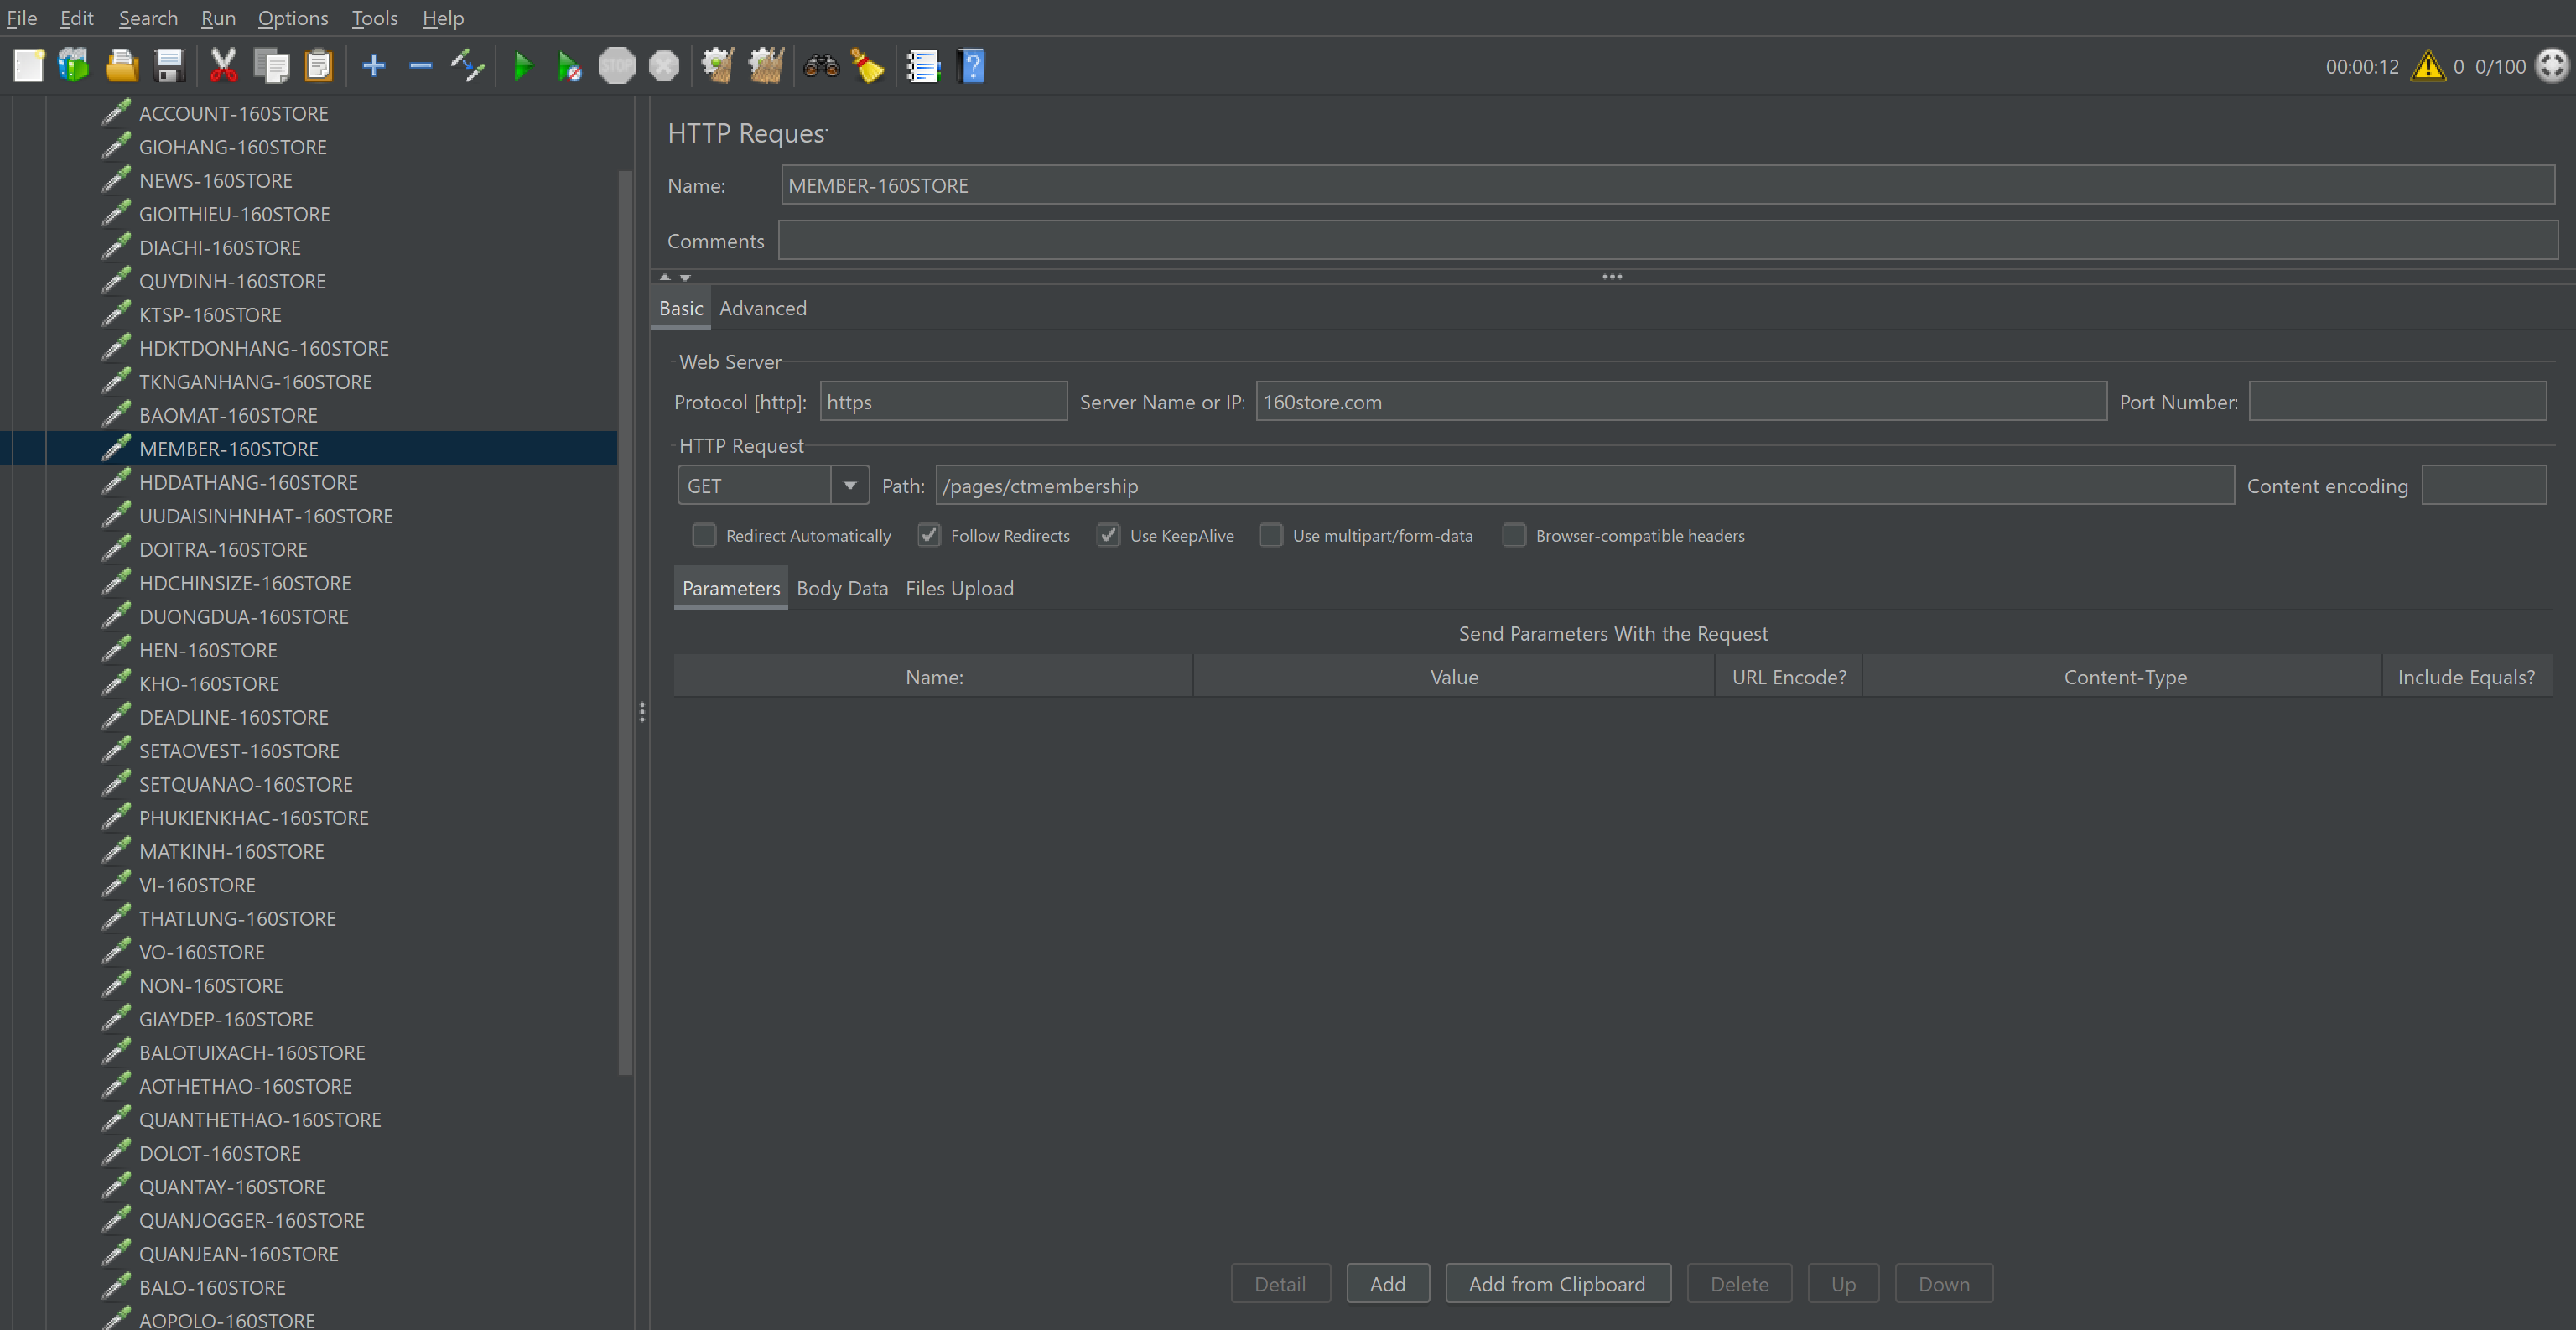 File Edit Search Run Options Tools Help
STOP
00:00:12 0 0/100
ACCOUNT-160STORE
GIOHANG-160STORE
NEWS-160STORE
GIOITHIEU-160STORE
DIACHI-160STORE
QUYDINH-160STORE
KTSP-160STORE
HDKTDONHANG-160STORE
TKNGANHANG-160STORE
BAOMAT-160STORE
MEMBER-160STORE
HDDATHANG-160STORE
UUDAISINHNHAT-160STORE
DOITRA-160STORE
HDCHINSIZE-160STORE
DUONGDUA-160STORE
HEN-160STORE
KHO-160STORE
DEADLINE-160STORE
SETAOVEST-160STORE
SETQUANAO-160STORE
PHUKIENKHAC-160STORE
MATKINH-160STORE
VI-160STORE
THATLUNG-160STORE
VO-160STORE
NON-160STORE
GIAYDEP-160STORE
BALOTUIXACH-160STORE
AOTHETHAO-160STORE
QUANTHETHAO-160STORE
DOLOT-160STORE
QUANTAY-160STORE
QUANJOGGER-160STORE
QUANJEAN-160STORE
BALO-160STORE
AOPOLO-160STORE
HTTP Request
Name: MEMBER-160STORE
Comments:
Basic Advanced
Web Server
Protocol [http]: https Server Name or IP: 160store.com Port Number:
HTTP Request
GET Path: /pages/ctmembership Content encoding
Redirect Automatically Follow Redirects Use KeepAlive Use multipart/form-data Browser-compatible headers
Parameters Body Data Files Upload
Send Parameters With the Request
Name: Value URL Encode? Content-Type Include Equals?
Detail Add Add from Clipboard Delete Up Down